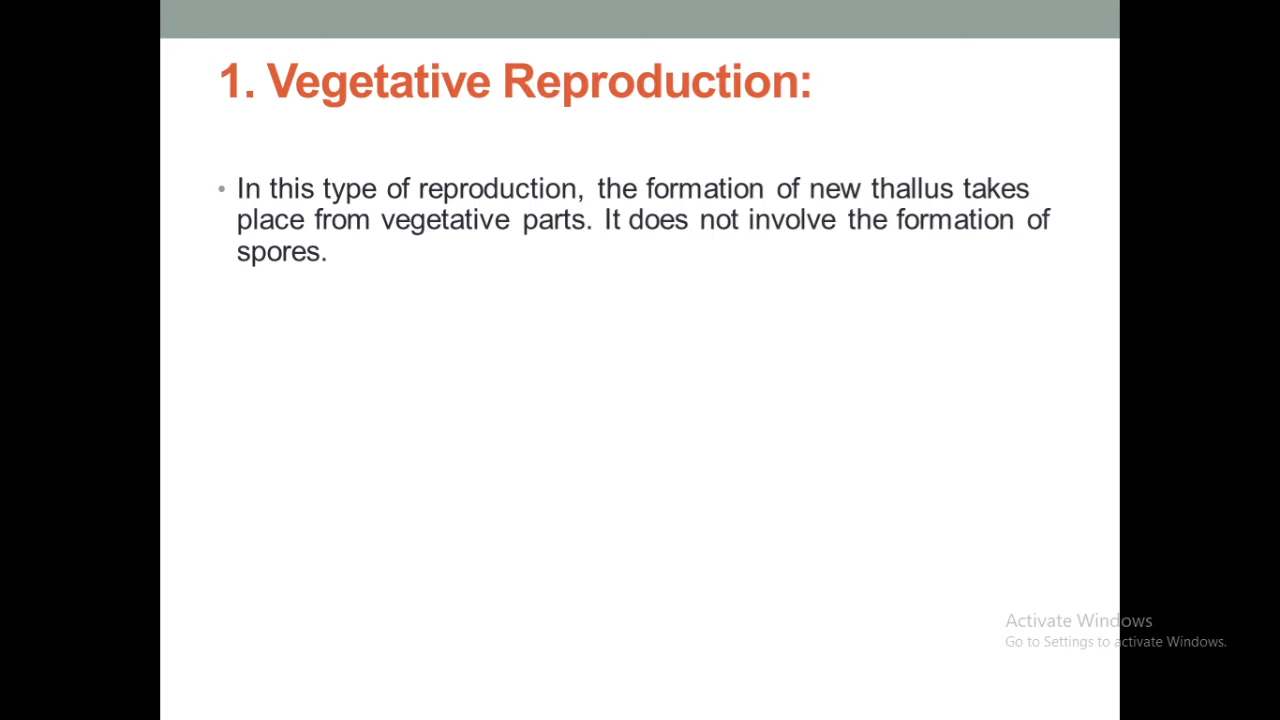 1. Vegetative Reproduction:
• In this type of reproduction, the formation of new thallus takes
place from vegetative parts. It does not involve the formation of
spores.
Activate Windows
Go to Settings to activate Windows.